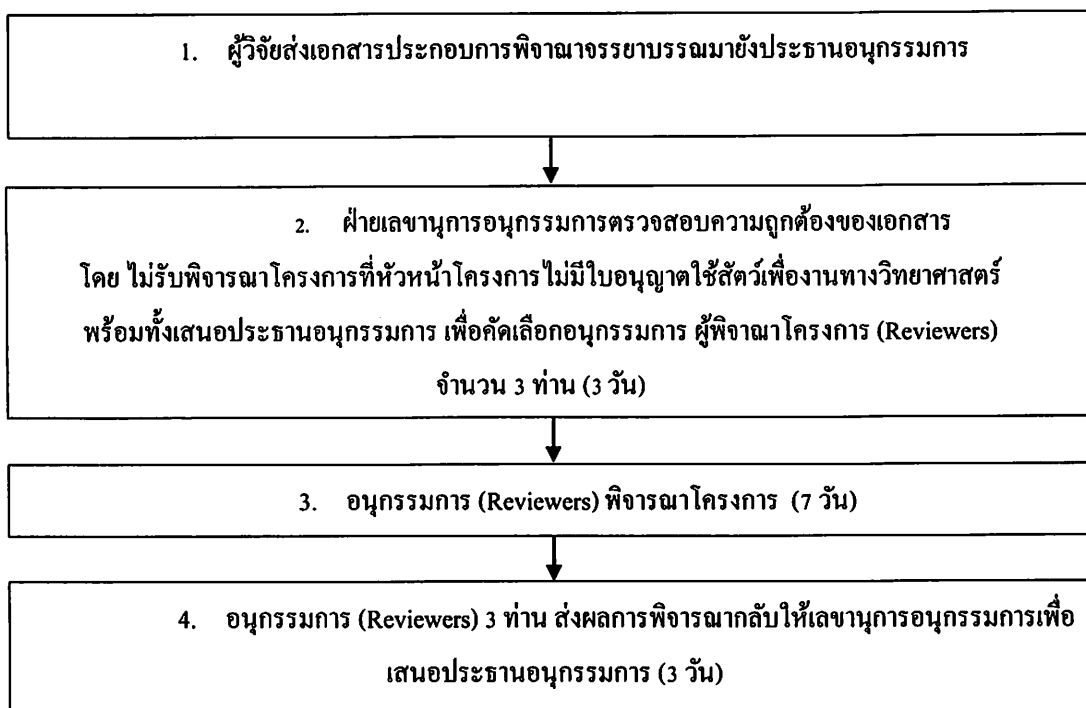 1. ผู้วิจัยส่งเอกสารประกอบการพิจาณาจรรยาบรรณมายังประธานอนุกรรมการ
2. ฝ่ายเลขานุการอนุกรรมการตรวจสอบความถูกต้องของเอกสาร
โดย ไม่รับพิจารณาโครงการที่หัวหน้าโครงการไม่มีใบอนุญาตใช้สัตว์เพื่องานทางวิทยาศาสตร์
พร้อมทั้งเสนอประธานอนุกรรมการ เพื่อคัดเลือกอนุกรรมการ ผู้พิจาณาโครงการ (Reviewers)
จำนวน 3 ท่าน (3 วัน)
3. อนุกรรมการ (Reviewers) พิจารณาโครงการ (7 วัน)
4. อนุกรรมการ (Reviewers) 3 ท่าน ส่งผลการพิจารณากลับให้เลขานุการอนุกรรมการเพื่อ
เสนอประธานอนุกรรมการ (3 วัน)